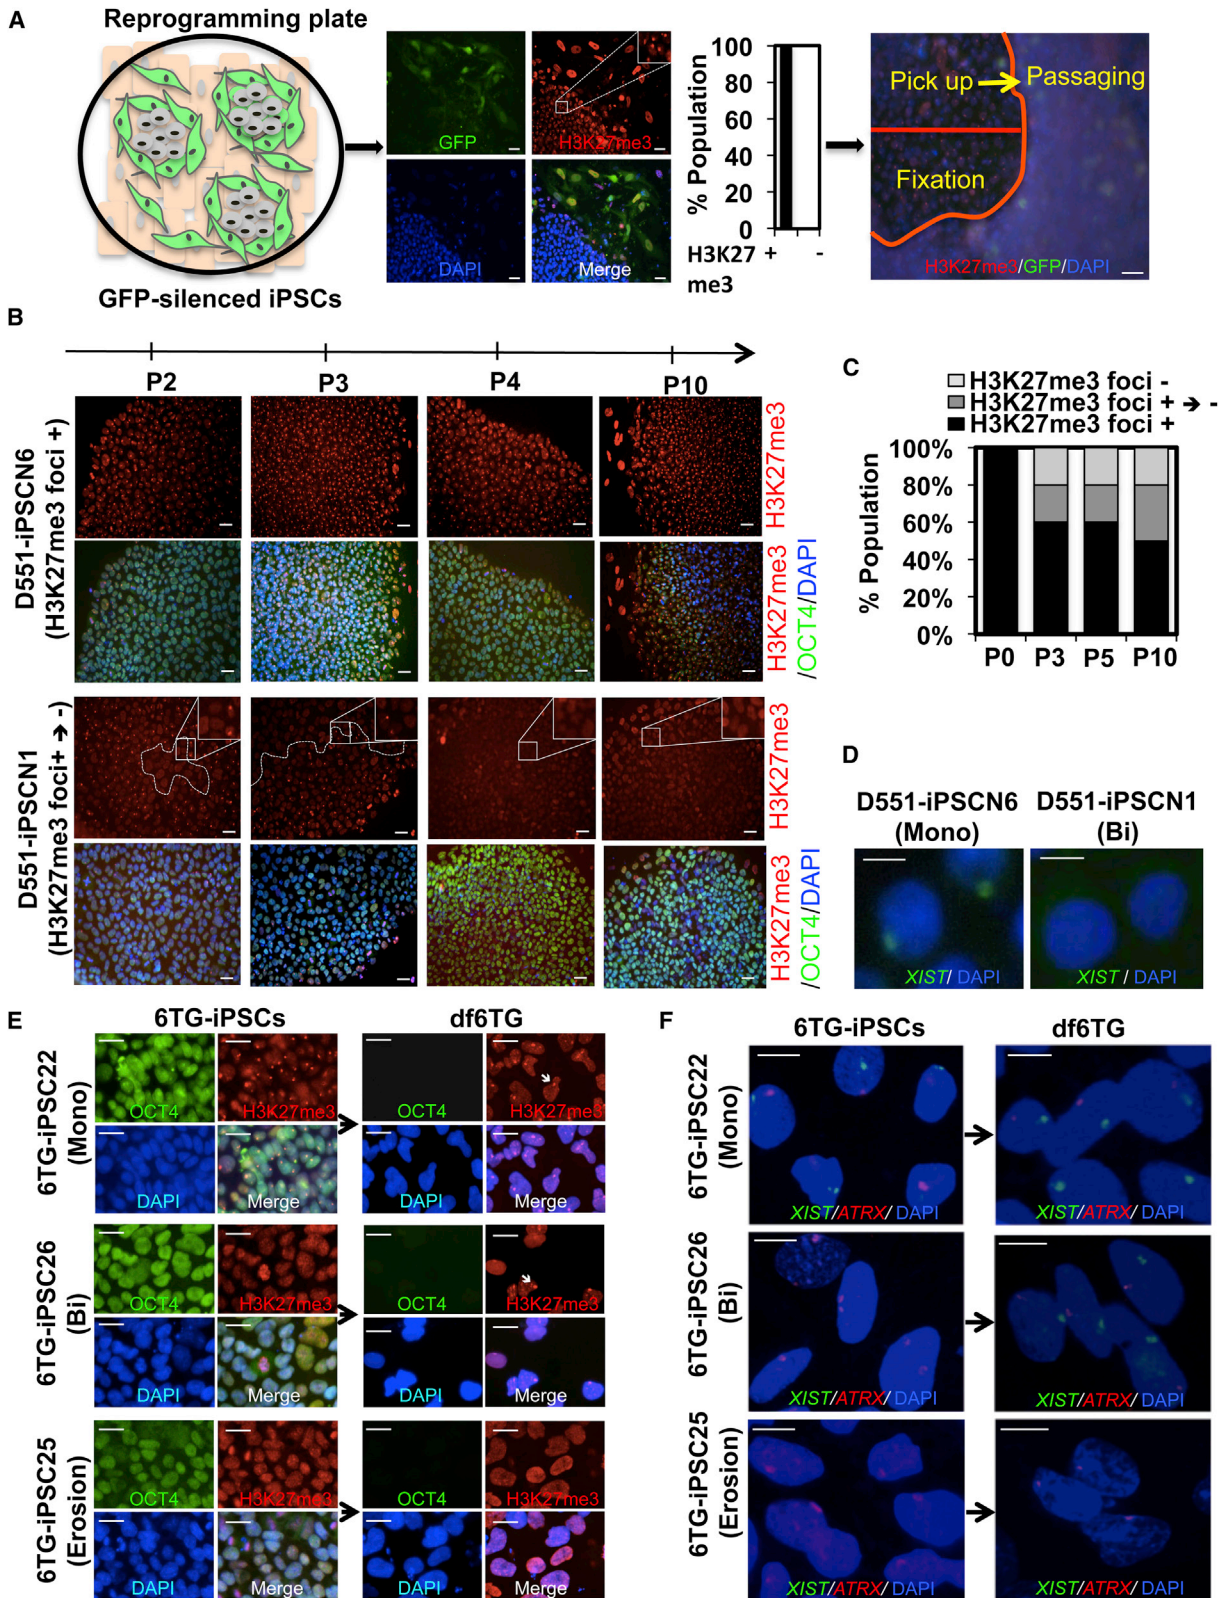 A
Reprogramming plate
GFP-silenced iPSCs
GFP
H3K27me3
DAPI
Merge
% Population
100
80
60
40
20
0
H3K27 + -
me3
Pick up
Passaging
Fixation
H3K27me3/GFP/DAPI
B
P2
P3
P4
P10
D551-iPSCN6
(H3K27me3 foci +)
H3K27me3
H3K27me3
/OCT4/DAPI
D551-iPSCN1
(H3K27me3 foci+ → -)
H3K27me3
H3K27me3
/OCT4/DAPI
C
H3K27me3 foci -
H3K27me3 foci + → -
H3K27me3 foci +
% Population
100%
80%
60%
40%
20%
0%
P0
P3
P5
P10
D
D551-iPSCN6
(Mono)
D551-iPSCN1
(Bi)
XIST/ DAPI
XIST / DAPI
E
6TG-iPSCs
df6TG
6TG-iPSC22
(Mono)
OCT4
H3K27me3
OCT4
H3K27me3
DAPI
Merge
DAPI
Merge
6TG-iPSC26
(Bi)
OCT4
H3K27me3
OCT4
H3K27me3
DAPI
Merge
DAPI
Merge
6TG-iPSC25
(Erosion)
OCT4
H3K27me3
OCT4
H3K27me3
DAPI
Merge
DAPI
Merge
F
6TG-iPSCs
df6TG
6TG-iPSC22
(Mono)
XIST/ATRX/ DAPI
XIST/ATRX/ DAPI
6TG-iPSC26
(Bi)
XIST/ATRX/ DAPI
XIST/ATRX/ DAPI
6TG-iPSC25
(Erosion)
XIST/ATRX/ DAPI
XIST/ATRX/ DAPI